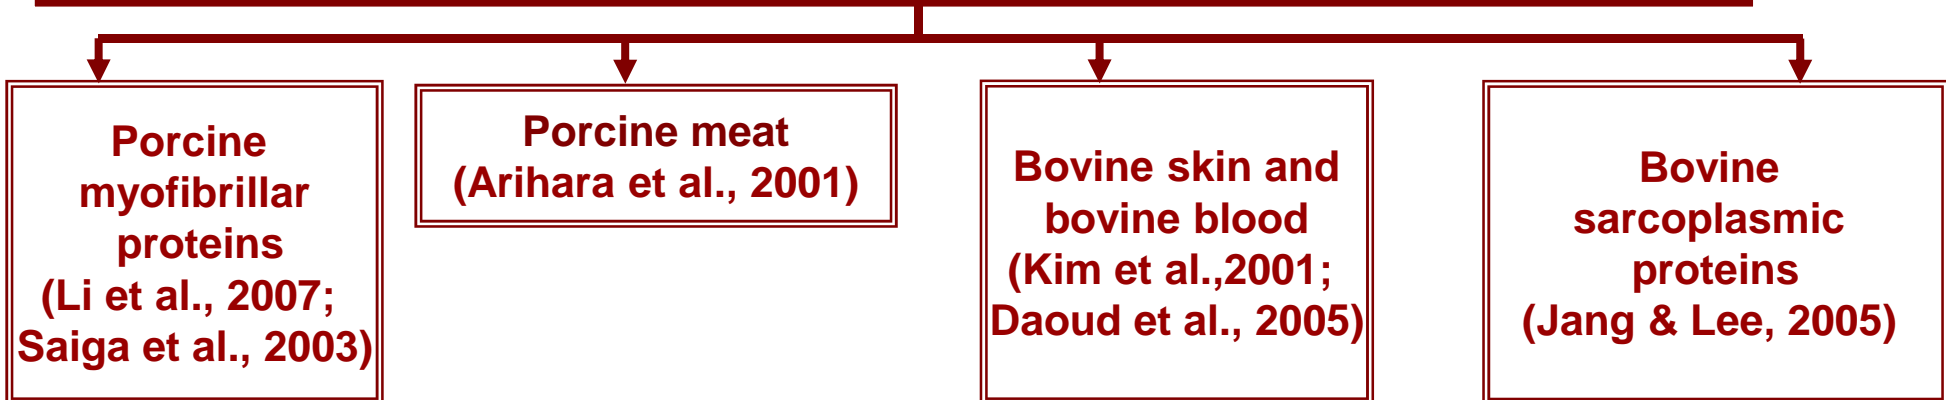 Porcine
myofibrillar
proteins
(Li et al., 2007;
Saiga et al., 2003)
Porcine meat
(Arihara et al., 2001)
Bovine skin and
bovine blood
(Kim et al.,2001;
Daoud et al., 2005)
Bovine
sarcoplasmic
proteins
(Jang & Lee, 2005)